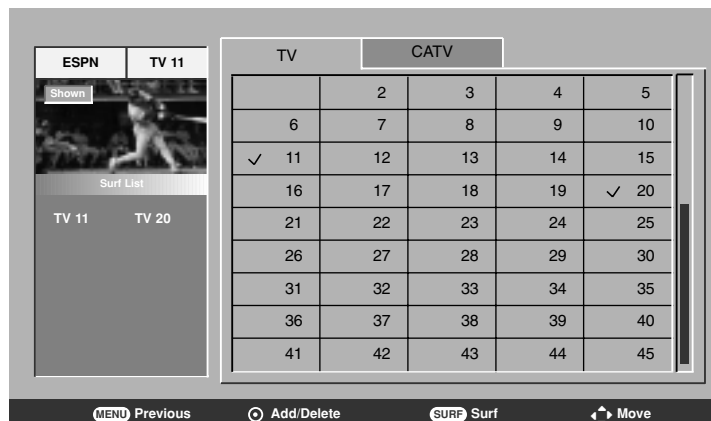 ESPN TV 11
Shown
Surf List
TV 11 TV 20
TV CATV
2 3 4 5
6 7 8 9 10
✓ 11 12 13 14 15
16 17 18 19 ✓ 20
21 22 23 24 25
26 27 28 29 30
31 32 33 34 35
36 37 38 39 40
41 42 43 44 45
MENU Previous Add/Delete SURF Surf Move